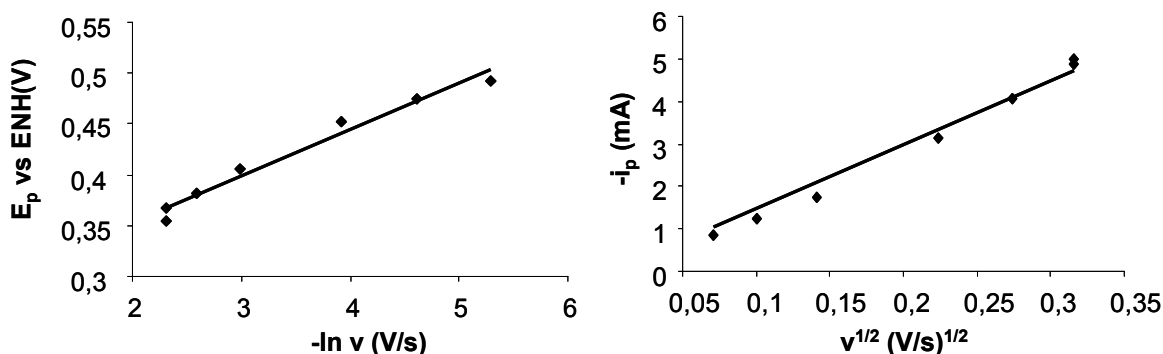 0,55
0,5
0,45
0,4
0,35
0,3
E_p vs ENH(V)
2 3 4 5 6
-ln v (V/s)
6
5
4
3
2
1
0
-i_p (mA)
0,05 0,1 0,15 0,2 0,25 0,3 0,35
v^{1/2} (V/s)^{1/2}